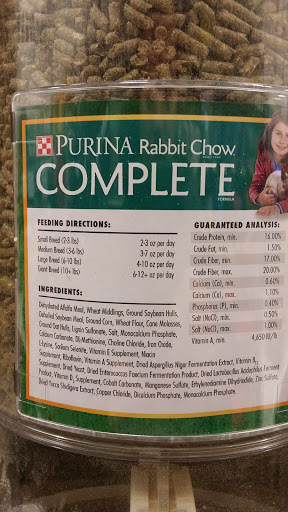 PURINA Rabbit Chow
COMPLETE
FORMULA
FEEDING DIRECTIONS:
Small Breed (2-3 lbs) 2-3 oz per day
Medium Breed (3-6 lbs) 3-7 oz per day
Large Breed (6-10 lbs) 4-10 oz per day
Giant Breed (10+ lbs) 6-12+ oz per day
GUARANTEED ANALYSIS:
Crude Protein, min. 16.00%
Crude Fat, min. 1.50%
Crude Fiber, min. 17.00%
Crude Fiber, max. 20.00%
Calcium (Ca), min. 0.60%
Calcium (Ca), max. 1.10%
Phosphorus (P), min. 0.40%
Salt (NaCl), min. 0.50%
Salt (NaCl), max. 1.00%
Vitamin A, min. 4,650 IU/lb
INGREDIENTS:
Dehydrated Alfalfa Meal, Wheat Middlings, Ground Soybean Hulls,
Dehulled Soybean Meal, Ground Corn, Wheat Flour, Cane Molasses,
Ground Oat Hulls, Lignin Sulfonate, Salt, Monocalcium Phosphate,
Calcium Carbonate, DL-Methionine, Choline Chloride, Iron Oxide,
L-Lysine, Sodium Selenite, Vitamin E Supplement, Niacin
Supplement, Riboflavin, Vitamin A Supplement, Dried Aspergillus Niger Fermentation Extract, Vitamin B12
Supplement, Dried Yeast, Dried Enterococcus Faecium Fermentation Product, Dried Lactobacillus Acidophilus Ferment
Product, Vitamin D3 Supplement, Cobalt Carbonate, Manganese Sulfate, Ethylenediamine Dihydriodide, Zinc Sulfate,
Dried Yucca Shidigera Extract, Copper Chloride, Dicalcium Phosphate, Monocalcium Phosphate.